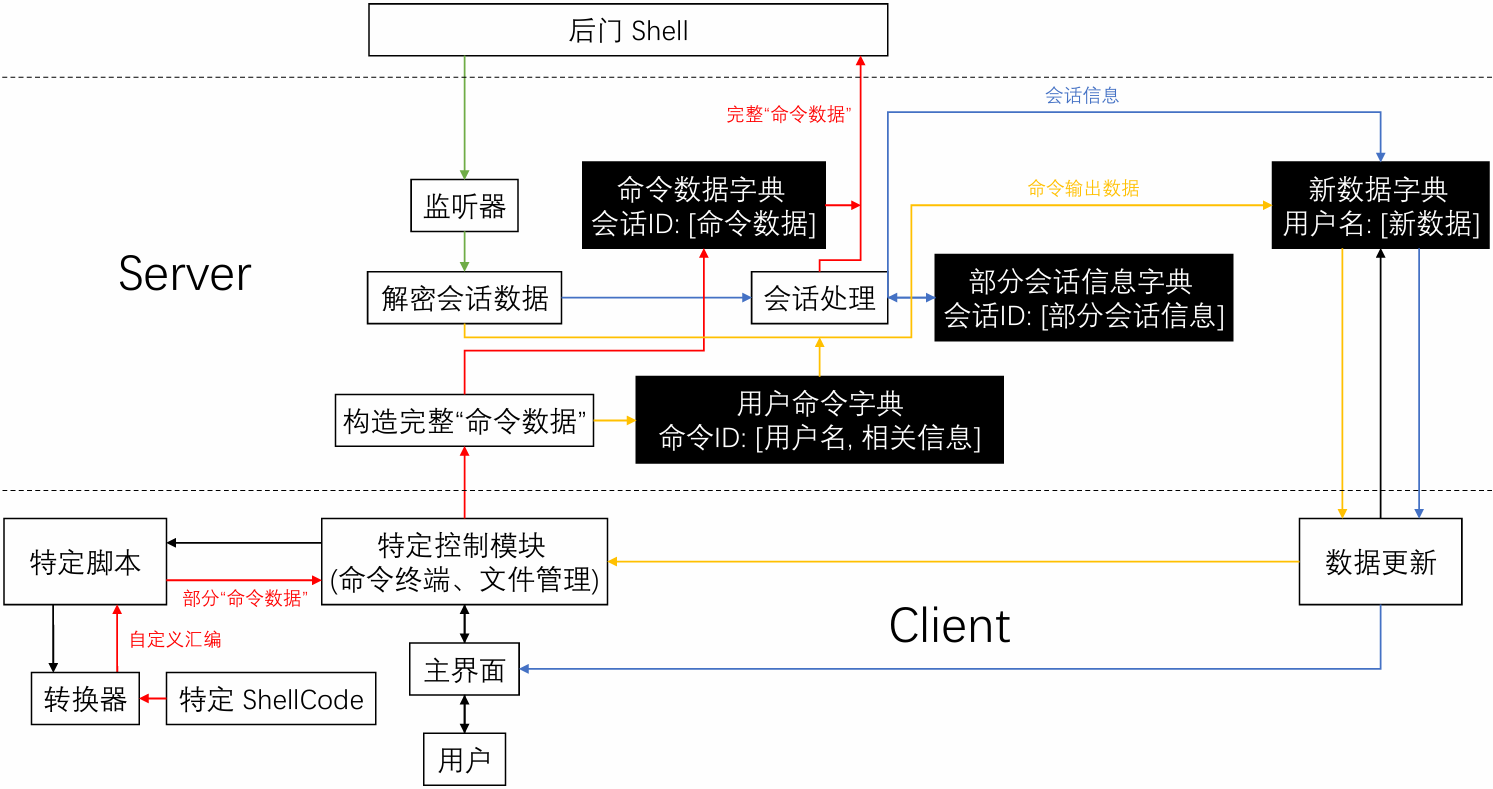 后门 Shell
会话信息
完整“命令数据”
监听器
命令数据字典
会话ID: [命令数据]
命令输出数据
新数据字典
用户名: [新数据]
Server
解密会话数据
会话处理
部分会话信息字典
会话ID: [部分会话信息]
构造完整“命令数据”
用户命令字典
命令ID: [用户名, 相关信息]
特定脚本
部分“命令数据”
特定控制模块
(命令终端、文件管理)
数据更新
Client
自定义汇编
主界面
转换器
特定 ShellCode
用户